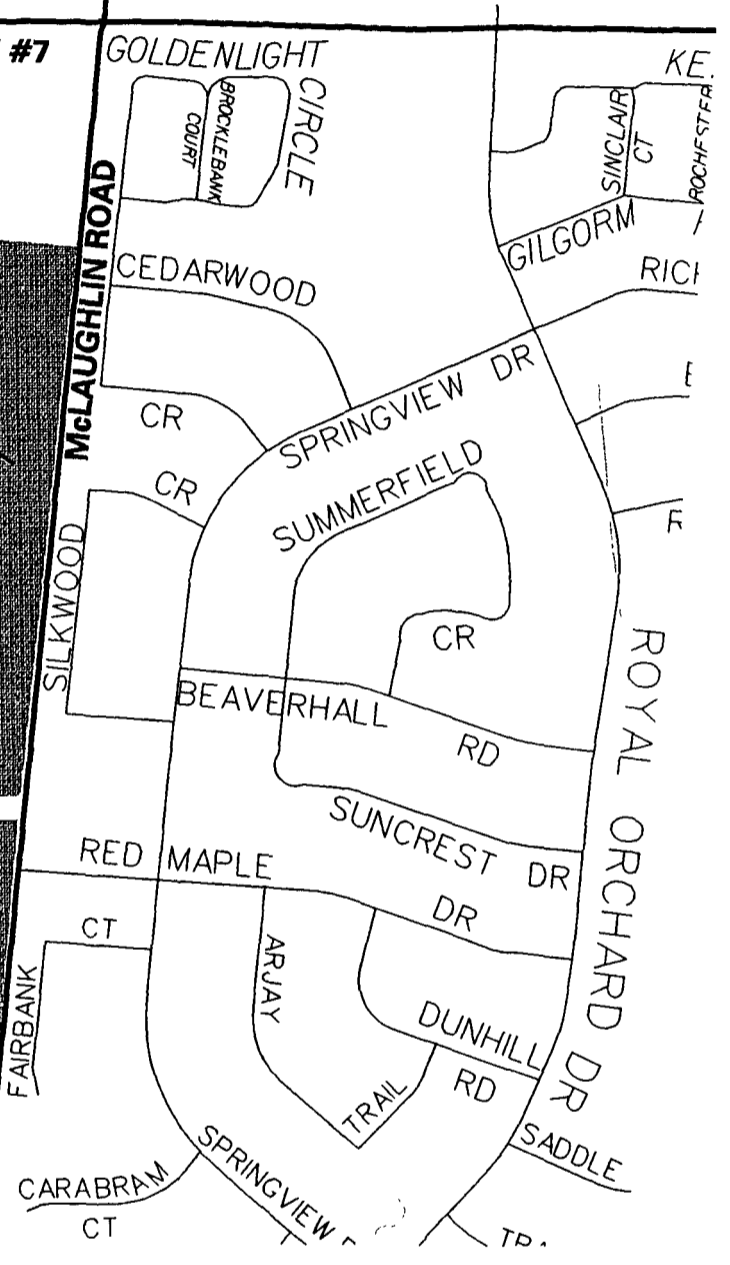 #7
GOLDENLIGHT
CIRCLE
BROCKLEBANK
COURT
KE
SINCLAIR
CT
GILGORM
McLAUGHLIN ROAD
CEDARWOOD
CR
SPRINGVIEW DR
SUMMERFIELD
CR
CR
SILKWOOD
BEAVERHALL
RD
ROYAL ORCHARD DR
SUNCREST DR
RED MAPLE
DR
CT
FAIRBANK
ARJAY
TRAIL
DUNHILL
RD
SADDLE
CARABRAM
CT
SPRINGVIEW